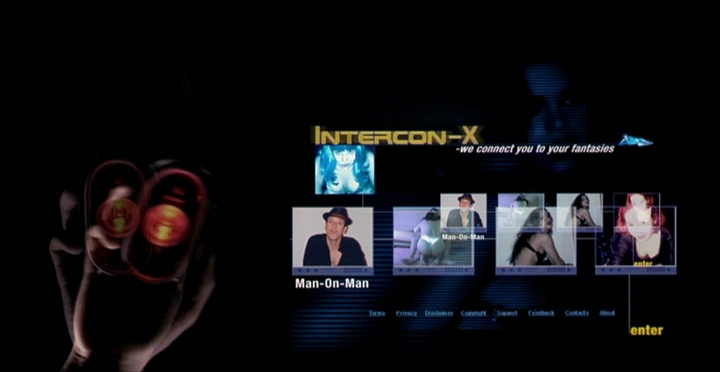 INTERCON-X
-we connect you to your fantasies
Man-On-Man
enter
Man-On-Man
Terms Privacy Disclaimer Copyright Support Feedback Contacts About
enter